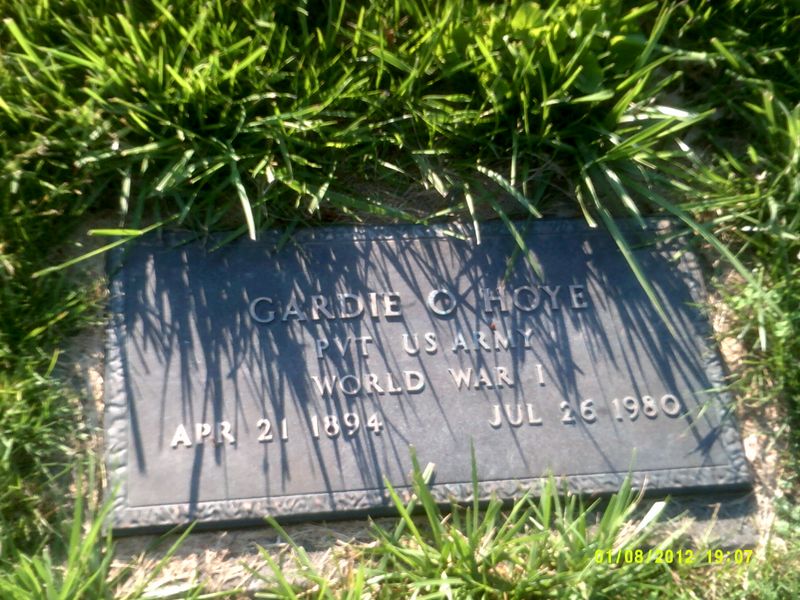 GARDIE O HOYE
PVT US ARMY
WORLD WAR I
APR 21 1894 JUL 26 1980
01/08/2012 19:07